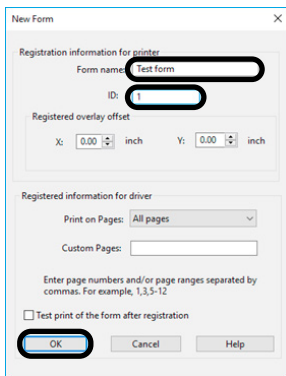 New Form
Registration information for printer
Form name: Test form
ID: 1
Registered overlay offset
X: 0.00 inch Y: 0.00 inch
Registered information for driver
Print on Pages: All pages
Custom Pages:
Enter page numbers and/or page ranges separated by
commas. For example, 1,3,5-12
Test print of the form after registration
OK Cancel Help